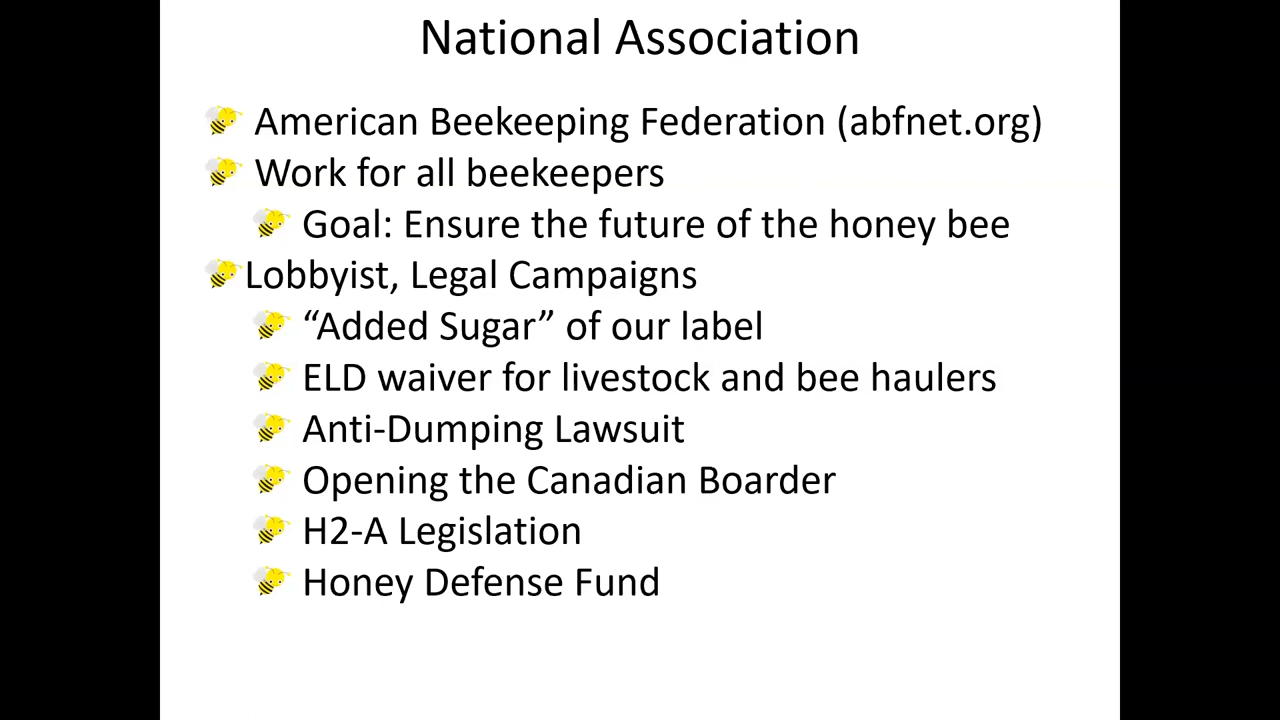 National Association
American Beekeeping Federation (abfnet.org)
Work for all beekeepers
Goal: Ensure the future of the honey bee
Lobbyist, Legal Campaigns
“Added Sugar” of our label
ELD waiver for livestock and bee haulers
Anti-Dumping Lawsuit
Opening the Canadian Boarder
H2-A Legislation
Honey Defense Fund